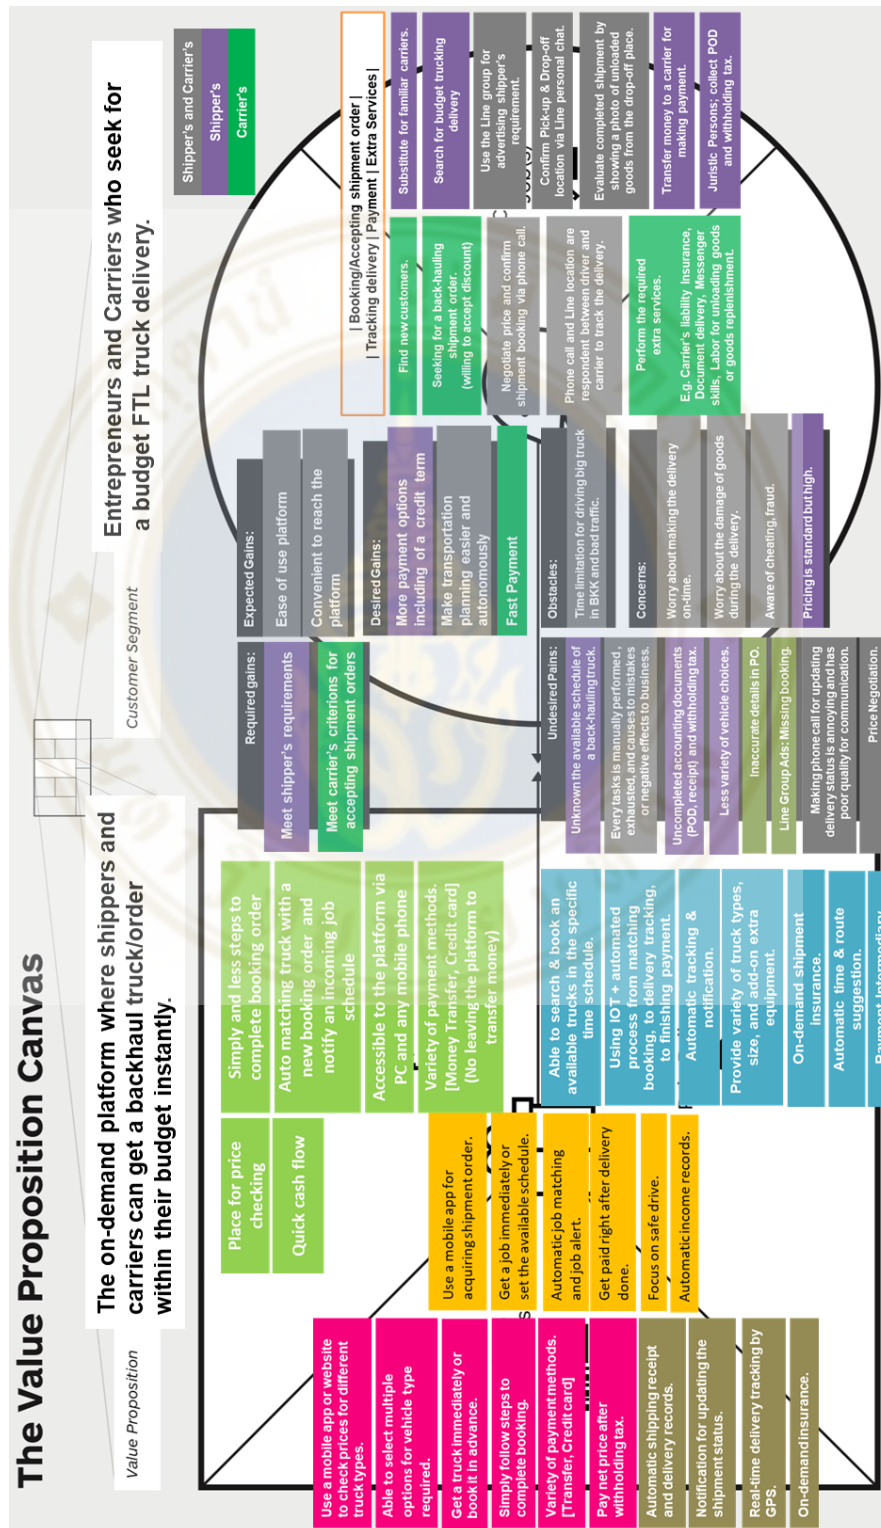 The Value Proposition Canvas
Value Proposition
The on-demand platform where shippers and
carriers can get a backhaul truck/order
within their budget instantly.
Customer Segment
Entrepreneurs and Carriers who seek for
a budget FTL truck delivery.
Shipper's and Carrier's
Shipper's
Carrier's
Use a mobile app or website
to check prices for different
truck types.
Able to select multiple
options for vehicle type
required.
Get a truck immediately or
book it in advance.
Simply follow steps to
complete booking.
Variety of payment methods.
[Transfer, Credit card]
Pay net price after
withholding tax.
Automatic shipping receipt
and delivery records.
Notification for updating the
shipment status.
Real-time delivery tracking by
GPS.
On-demand insurance.
Place for price
checking
Quick cash flow
Use a mobile app for
acquiring shipment order.
Get a job immediately or
set the available schedule.
Automatic job matching
and job alert.
Get paid right after delivery
done.
Focus on safe drive.
Automatic income records.
Simply and less steps to
complete booking order
Auto matching truck with a
new booking order and
notify an incoming job
schedule
Accessible to the platform via
PC and any mobile phone
Variety of payment methods.
[Money Transfer, Credit card]
(No leaving the platform to
transfer money)
Able to search & book an
available trucks in the specific
time schedule.
Using IOT + automated
process from matching
booking, to delivery tracking,
to finishing payment.
Automatic tracking &
notification.
Provide variety of truck types,
size, and add-on extra
equipment.
On-demand shipment
insurance.
Automatic time & route
suggestion.
Payment Intermediary
Required gains:
Meet shipper's requirements
Meet carrier's criterions for
accepting shipment orders
Expected Gains:
Ease of use platform
Convenient to reach the
platform
Desired Gains:
More payment options
including of a credit term
Make transportation
planning easier and
autonomously
Fast Payment
Undesired Pains:
Unknown the available schedule of
a back-hauling truck.
Every tasks is manually performed,
exhausted, and causes to mistakes
or negative effects to business.
Uncompleted accounting documents
(POD, receipt) and withholding tax.
Less variety of vehicle choices.
Inaccurate details in PO.
Line Group Ads: Missing booking.
Making phone call for updating
delivery status is annoying and has
poor quality for communication.
Price Negotiation.
Obstacles:
Time limitation for driving big truck
in BKK and bad traffic.
Concerns:
Worry about making the delivery
on-time.
Worry about the damage of goods
during the delivery.
Aware of cheating, fraud.
Pricing is standard but high.
| Booking/Accepting shipment order |
| Tracking delivery | Payment | Extra Services |
Find new customers.
Seeking for a back-hauling
shipment order.
(willing to accept discount)
Negotiate price and confirm
shipment booking via phone call.
Phone call and Line location are
respondent between driver and
carrier to track the delivery.
Perform the required
extra services.
E.g. Carrier's liability Insurance,
Document delivery, Messenger
skills, Labor for unloading goods
or goods replenishment.
Substitute for familiar carriers.
Search for budget trucking
delivery
Use the Line group for
advertising shipper's
requirement.
Confirm Pick-up & Drop-off
location via Line personal chat.
Evaluate completed shipment by
showing a photo of unloaded
goods from the drop-off place.
Transfer money to a carrier for
making payment.
Juristic Persons; collect POD
and withholding tax.